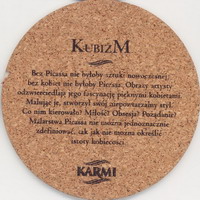 KUBIZM
Bez Picassa nie byłoby sztuki nowoczesnej,
bez kobiet nie byłoby Picassa. Obrazy artysty
odzwierciedlają jego fascynację pięknymi kobietami.
Malując je, stworzył swój niepowtarzalny styl.
Co nim kierowało? Miłość? Obsesja? Pożądanie?
Malarstwa Picassa nie można jednoznacznie
zdefiniować, tak jak nie można określić
istoty kobiecości.
KARMI